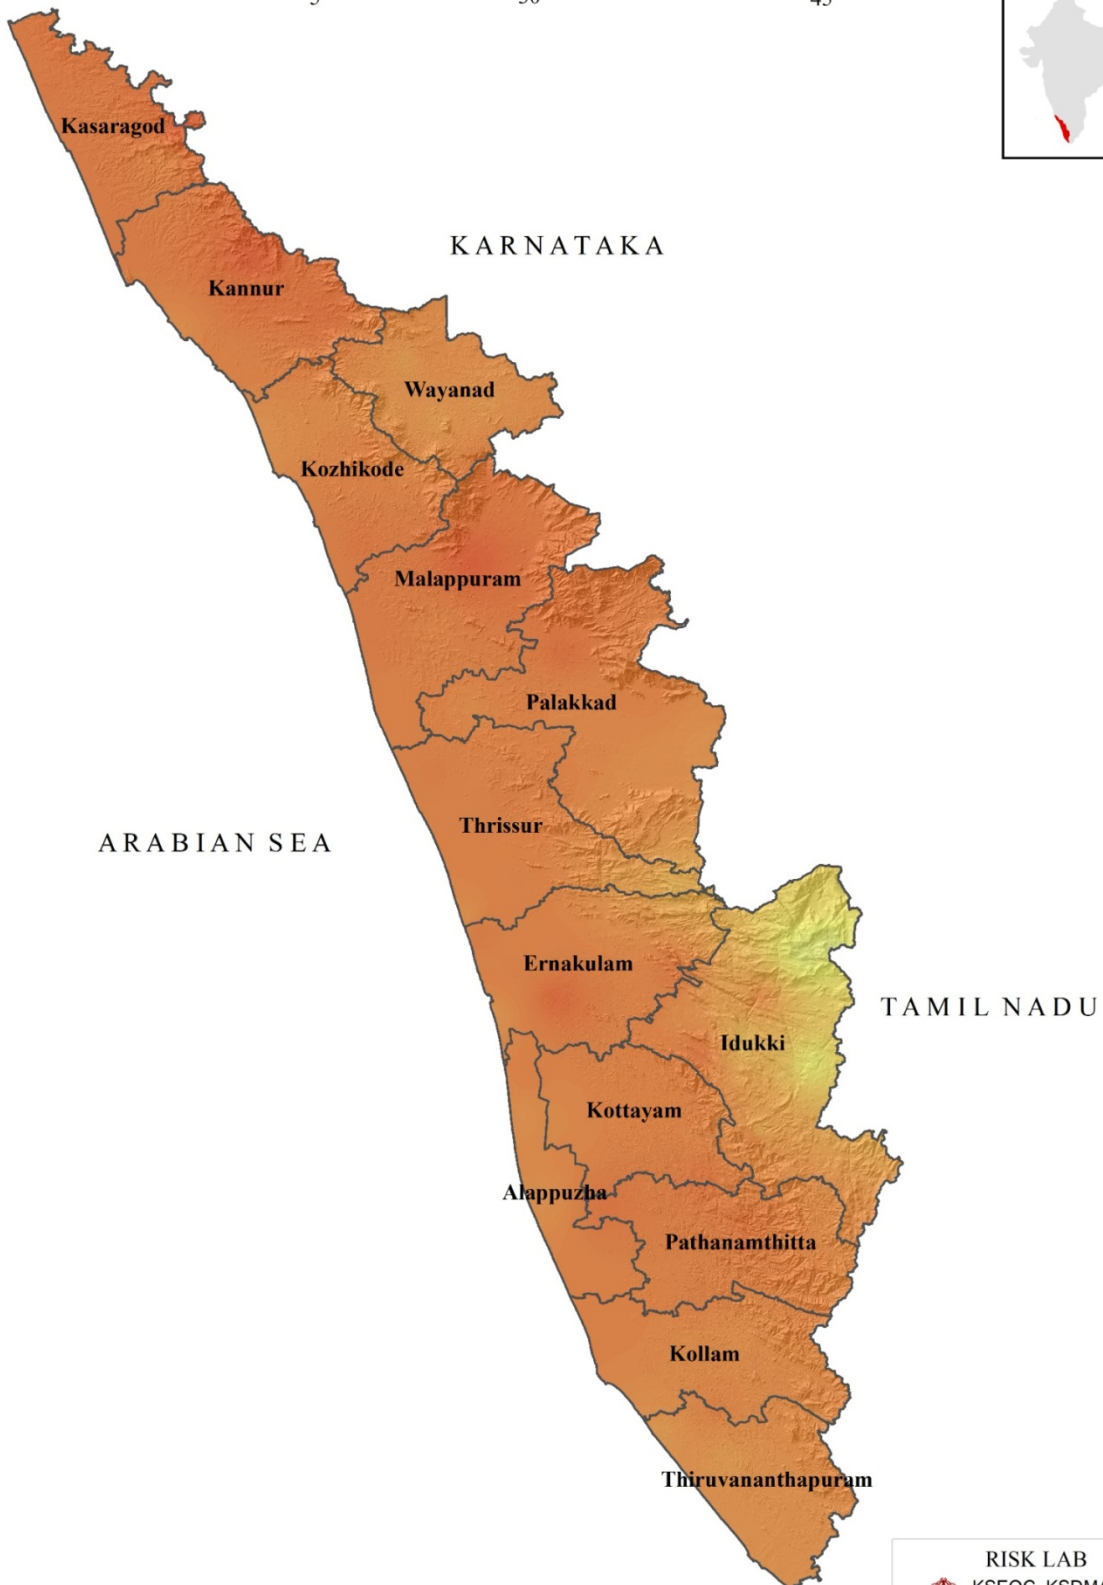 Kasaragod
KARNATAKA
Kannur
Wayanad
Kozhikode
Malappuram
Palakkad
Thrissur
ARABIAN SEA
Ernakulam
TAMIL NADU
Idukki
Kottayam
Alappuzha
Pathanamthitta
Kollam
Thiruvananthapuram
RISK LAB